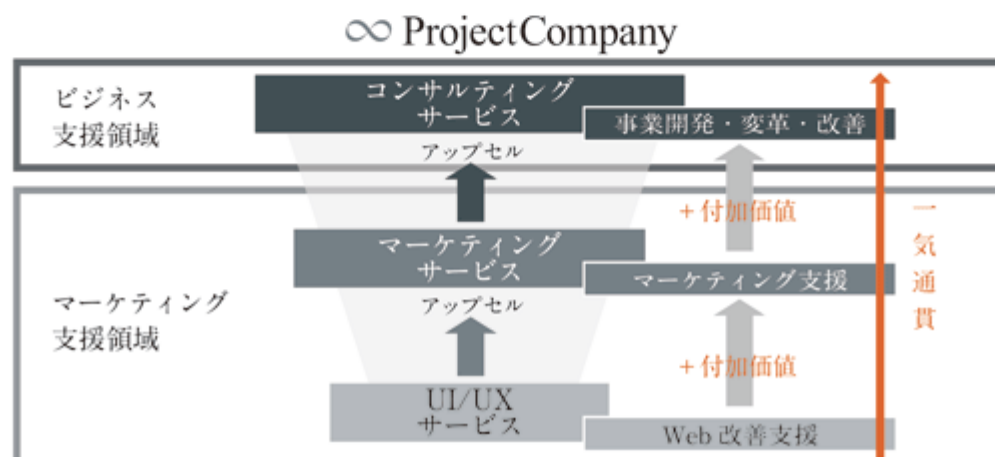 ∞ ProjectCompany
ビジネス
支援領域
コンサルティング
サービス
事業開発・変革・改善
アップセル
+付加価値
マーケティング
サービス
マーケティング支援
マーケティング
支援領域
アップセル
+付加価値
UI/UX
サービス
Web 改善支援
一気通貫